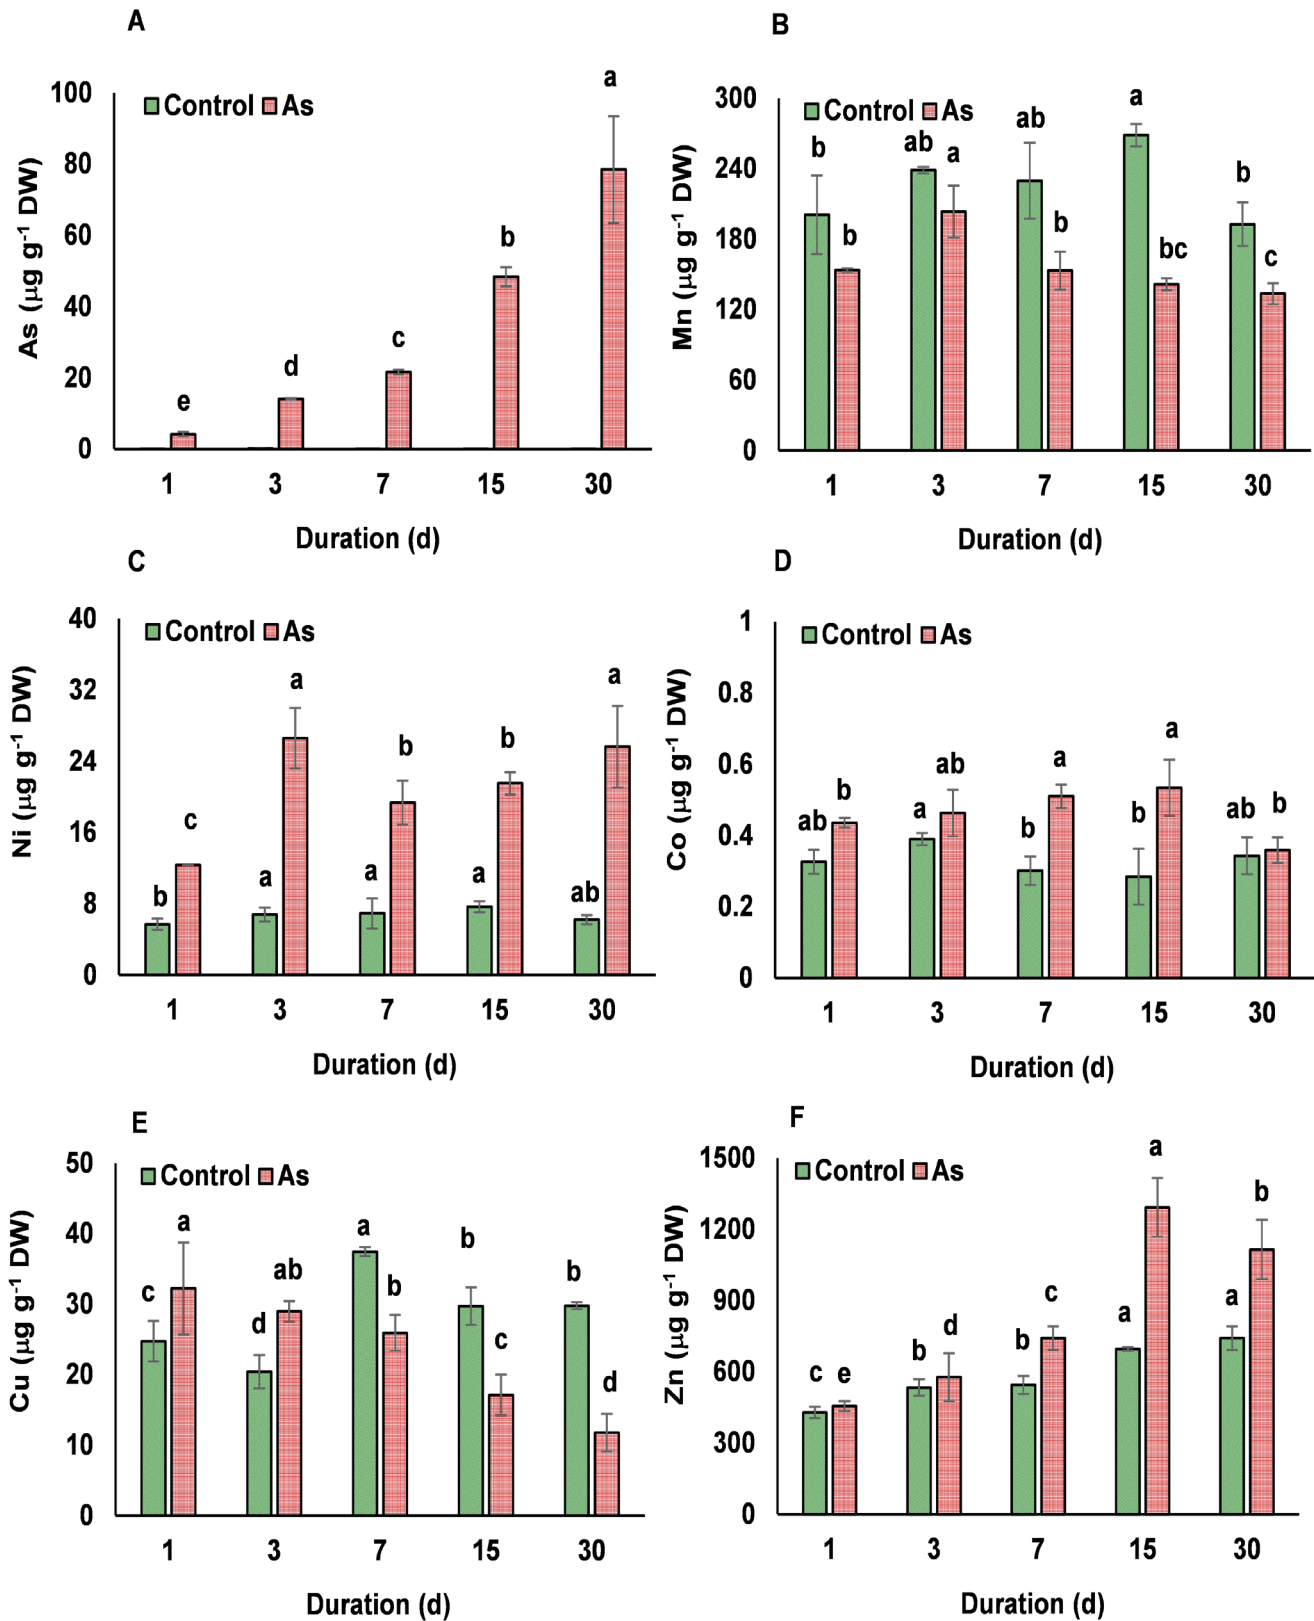 A
As (µg g-1 DW)
100
80
60
40
20
0
Control As
e
d
c
b
a
1 3 7 15 30
Duration (d)
B
Mn (µg g-1 DW)
300
240
180
120
60
0
Control As
b b ab a ab b a bc b c
1 3 7 15 30
Duration (d)
C
Ni (µg g-1 DW)
40
32
24
16
8
0
Control As
b c a a a b a b ab a
1 3 7 15 30
Duration (d)
D
Co (µg g-1 DW)
1
0.8
0.6
0.4
0.2
0
Control As
ab b a ab b a b a ab b
1 3 7 15 30
Duration (d)
E
Cu (µg g-1 DW)
50
40
30
20
10
0
Control As
c a d ab a b b c b d
1 3 7 15 30
Duration (d)
F
Zn (µg g-1 DW)
1500
1200
900
600
300
0
Control As
c e b d b c a a a b
1 3 7 15 30
Duration (d)